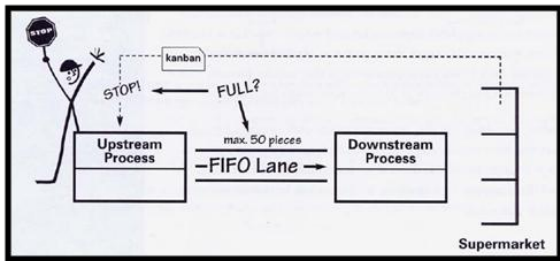 STOP
kanban
STOP!
FULL?
max. 50 pieces
Upstream
Process
FIFO Lane
Downstream
Process
Supermarket